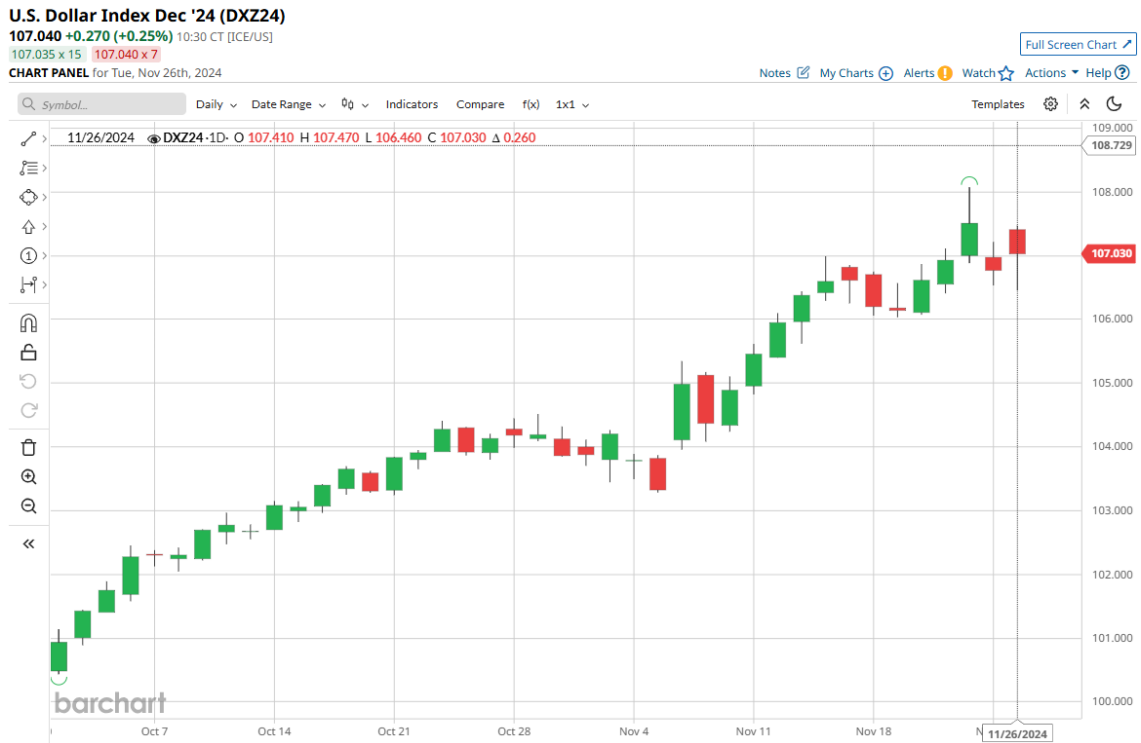 U.S. Dollar Index Dec '24 (DXZ24)
107.040 +0.270 (+0.25%) 10:30 CT [ICE/US]
107.035 x 15 107.040 x 7
Full Screen Chart
CHART PANEL for Tue, Nov 26th, 2024
Notes My Charts Alerts Watch Actions Help
Symbol... Daily Date Range Indicators Compare f(x) 1x1 Templates
11/26/2024 DXZ24 · 1D · O 107.410 H 107.470 L 106.460 C 107.030 Δ 0.260
109.000
108.729
108.000
107.030
106.000
105.000
104.000
103.000
102.000
101.000
100.000
barchart
Oct 7 Oct 14 Oct 21 Oct 28 Nov 4 Nov 11 Nov 18 11/26/2024